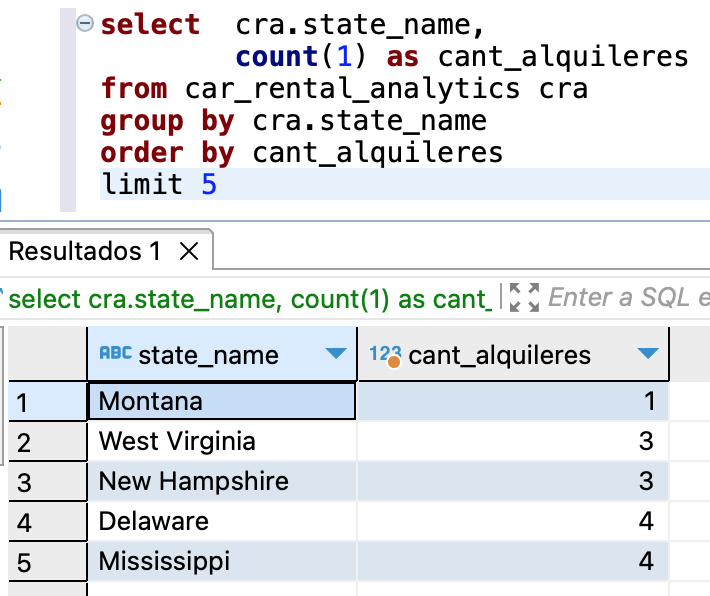 select  cra.state_name,
        count(1) as cant_alquileres
from car_rental_analytics cra
group by cra.state_name
order by cant_alquileres
limit 5
Resultados 1
select cra.state_name, count(1) as cant_ Enter a SQL e
ABC state_name 123 cant_alquileres
1 Montana 1
2 West Virginia 3
3 New Hampshire 3
4 Delaware 4
5 Mississippi 4